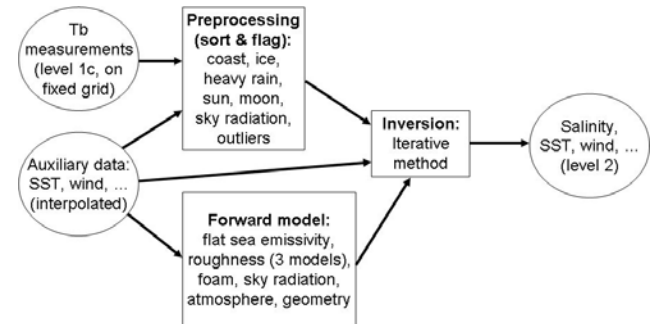 Tb
measurements
(level 1c, on
fixed grid)
Preprocessing
(sort & flag):
coast, ice,
heavy rain,
sun, moon,
sky radiation,
outliers
Auxiliary data:
SST, wind, ...
(interpolated)
Forward model:
flat sea emissivity,
roughness (3 models),
foam, sky radiation,
atmosphere, geometry
Inversion:
Iterative
method
Salinity,
SST, wind, ...
(level 2)